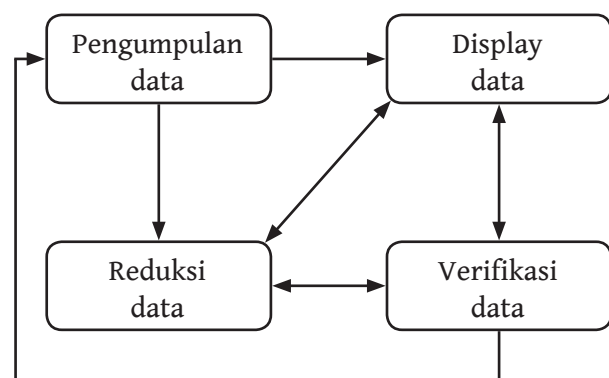 Pengumpulan
data
Display
data
Reduksi
data
Verifikasi
data